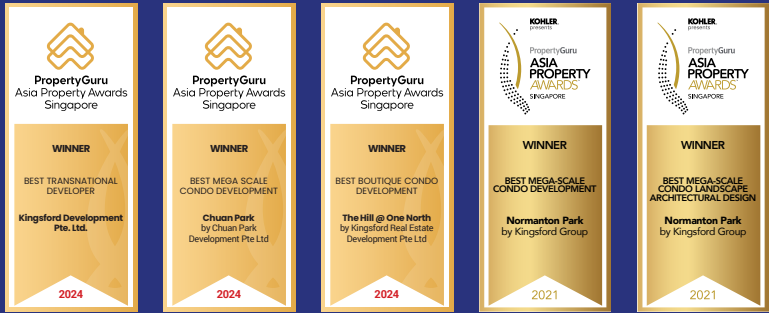 PropertyGuru
Asia Property Awards
Singapore
WINNER
BEST TRANSNATIONAL
DEVELOPER
Kingsford Development
Pte. Ltd.
2024
PropertyGuru
Asia Property Awards
Singapore
WINNER
BEST MEGA SCALE
CONDO DEVELOPMENT
Chuan Park
by Chuan Park
Development Pte Ltd
2024
PropertyGuru
Asia Property Awards
Singapore
WINNER
BEST BOUTIQUE CONDO
DEVELOPMENT
The Hill @ One North
by Kingsford Real Estate
Development Pte Ltd
2024
KOHLER.
presents
PropertyGuru
ASIA
PROPERTY
AWARDS
SINGAPORE
WINNER
BEST MEGA-SCALE
CONDO DEVELOPMENT
Normanton Park
by Kingsford Group
2021
KOHLER.
presents
PropertyGuru
ASIA
PROPERTY
AWARDS
SINGAPORE
WINNER
BEST MEGA-SCALE
CONDO LANDSCAPE
ARCHITECTURAL DESIGN
Normanton Park
by Kingsford Group
2021